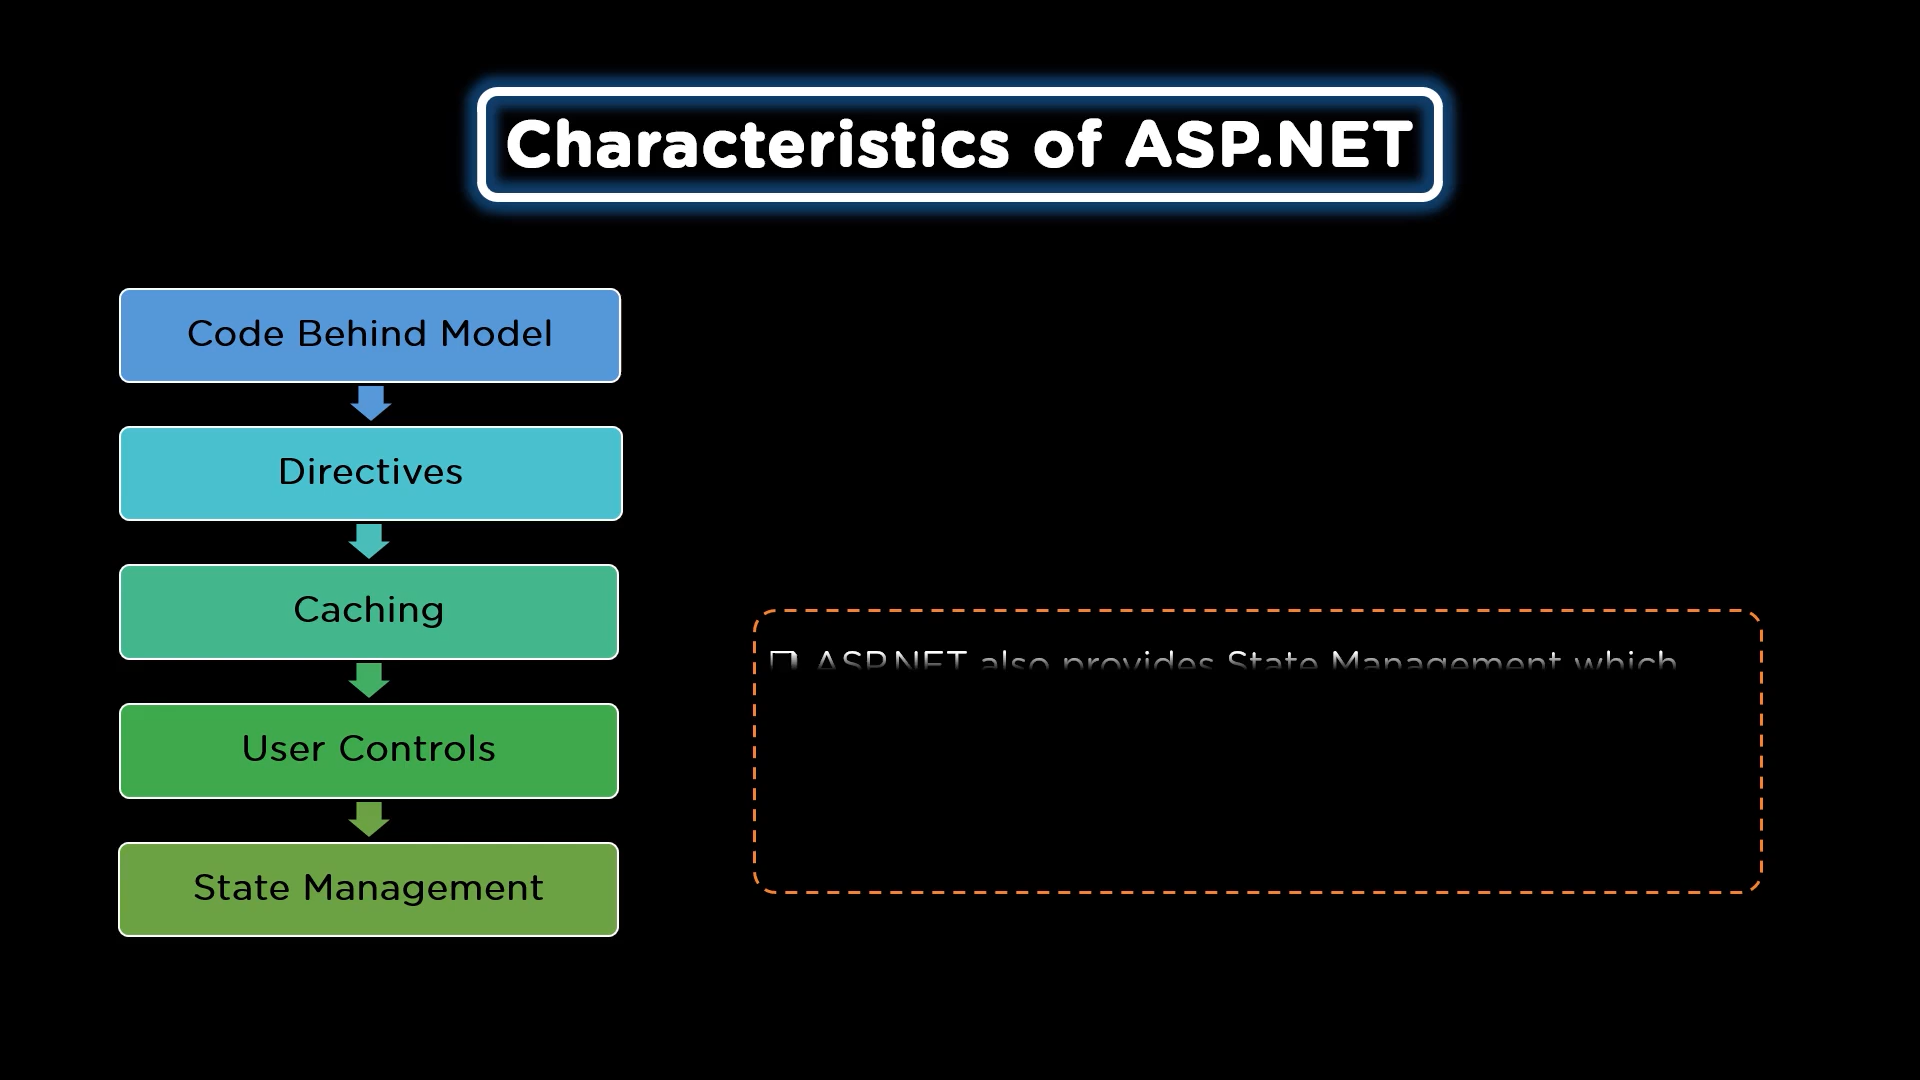 Characteristics of ASP.NET
Code Behind Model
Directives
Caching
User Controls
State Management
ASP.NET also provides State Management which